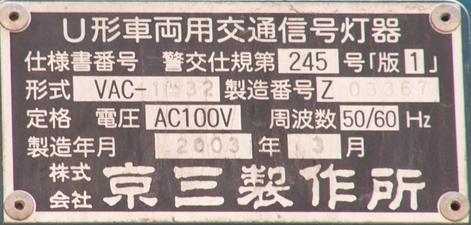 U形車両用交通信号灯器
仕様書番号 警交仕規第 245 号「版 1」
形式 VAC- 製造番号 Z 03367
定格 電圧 AC100V 周波数 50/60 Hz
製造年月 2003 年 3 月
株式会社 京三製作所